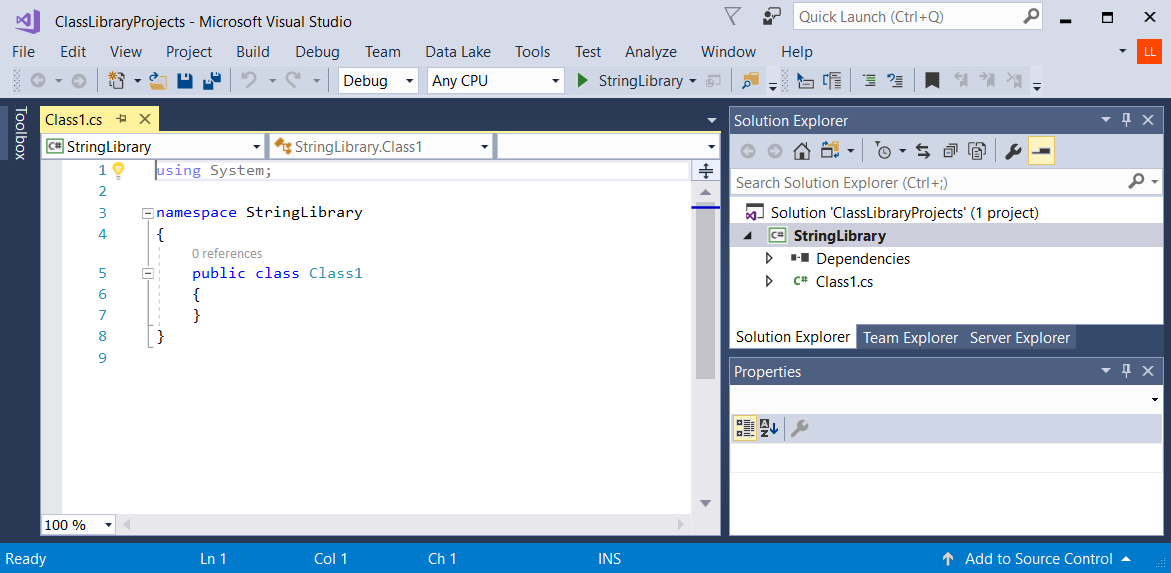 ClassLibraryProjects - Microsoft Visual Studio
Quick Launch (Ctrl+Q)
File Edit View Project Build Debug Team Data Lake Tools Test Analyze Window Help
LL
Debug Any CPU StringLibrary
Toolbox
Class1.cs
C# StringLibrary StringLibrary.Class1
1 using System;
2
3 namespace StringLibrary
4 {
0 references
5 public class Class1
6 {
7 }
8 }
9
100 %
Solution Explorer
Search Solution Explorer (Ctrl+;)
Solution 'ClassLibraryProjects' (1 project)
C# StringLibrary
Dependencies
C# Class1.cs
Solution Explorer Team Explorer Server Explorer
Properties
A
Z
Ready Ln 1 Col 1 Ch 1 INS Add to Source Control